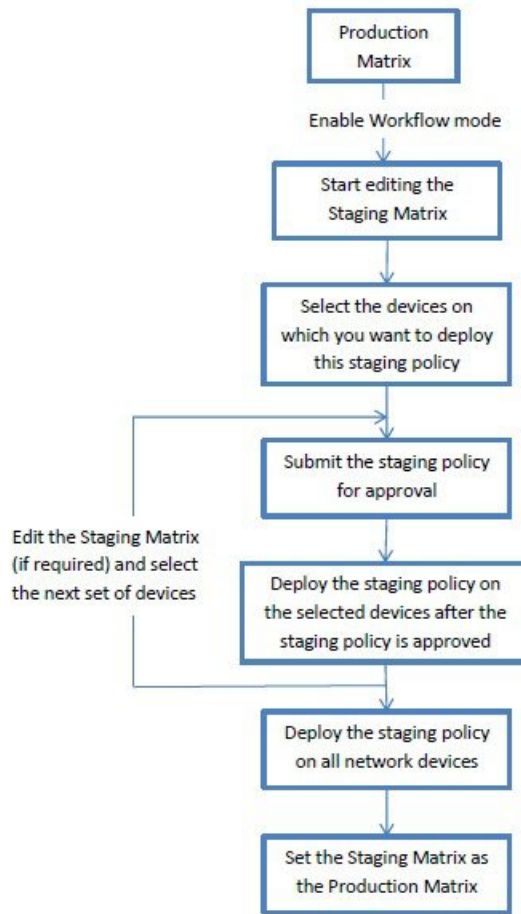 Production
Matrix
Enable Workflow mode
Start editing the
Staging Matrix
Select the devices on
which you want to deploy
this staging policy
Submit the staging policy
for approval
Edit the Staging Matrix
(if required) and select
the next set of devices
Deploy the staging policy on
the selected devices after the
staging policy is approved
Deploy the staging policy
on all network devices
Set the Staging Matrix as
the Production Matrix